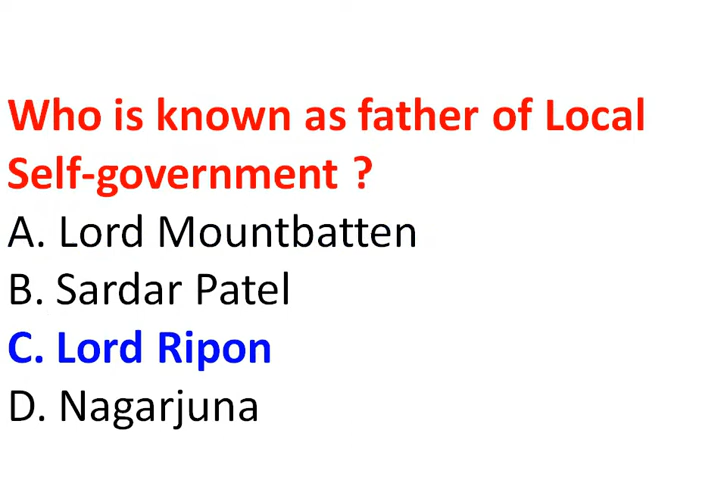 Who is known as father of Local
Self-government ?
A. Lord Mountbatten
B. Sardar Patel
C. Lord Ripon
D. Nagarjuna